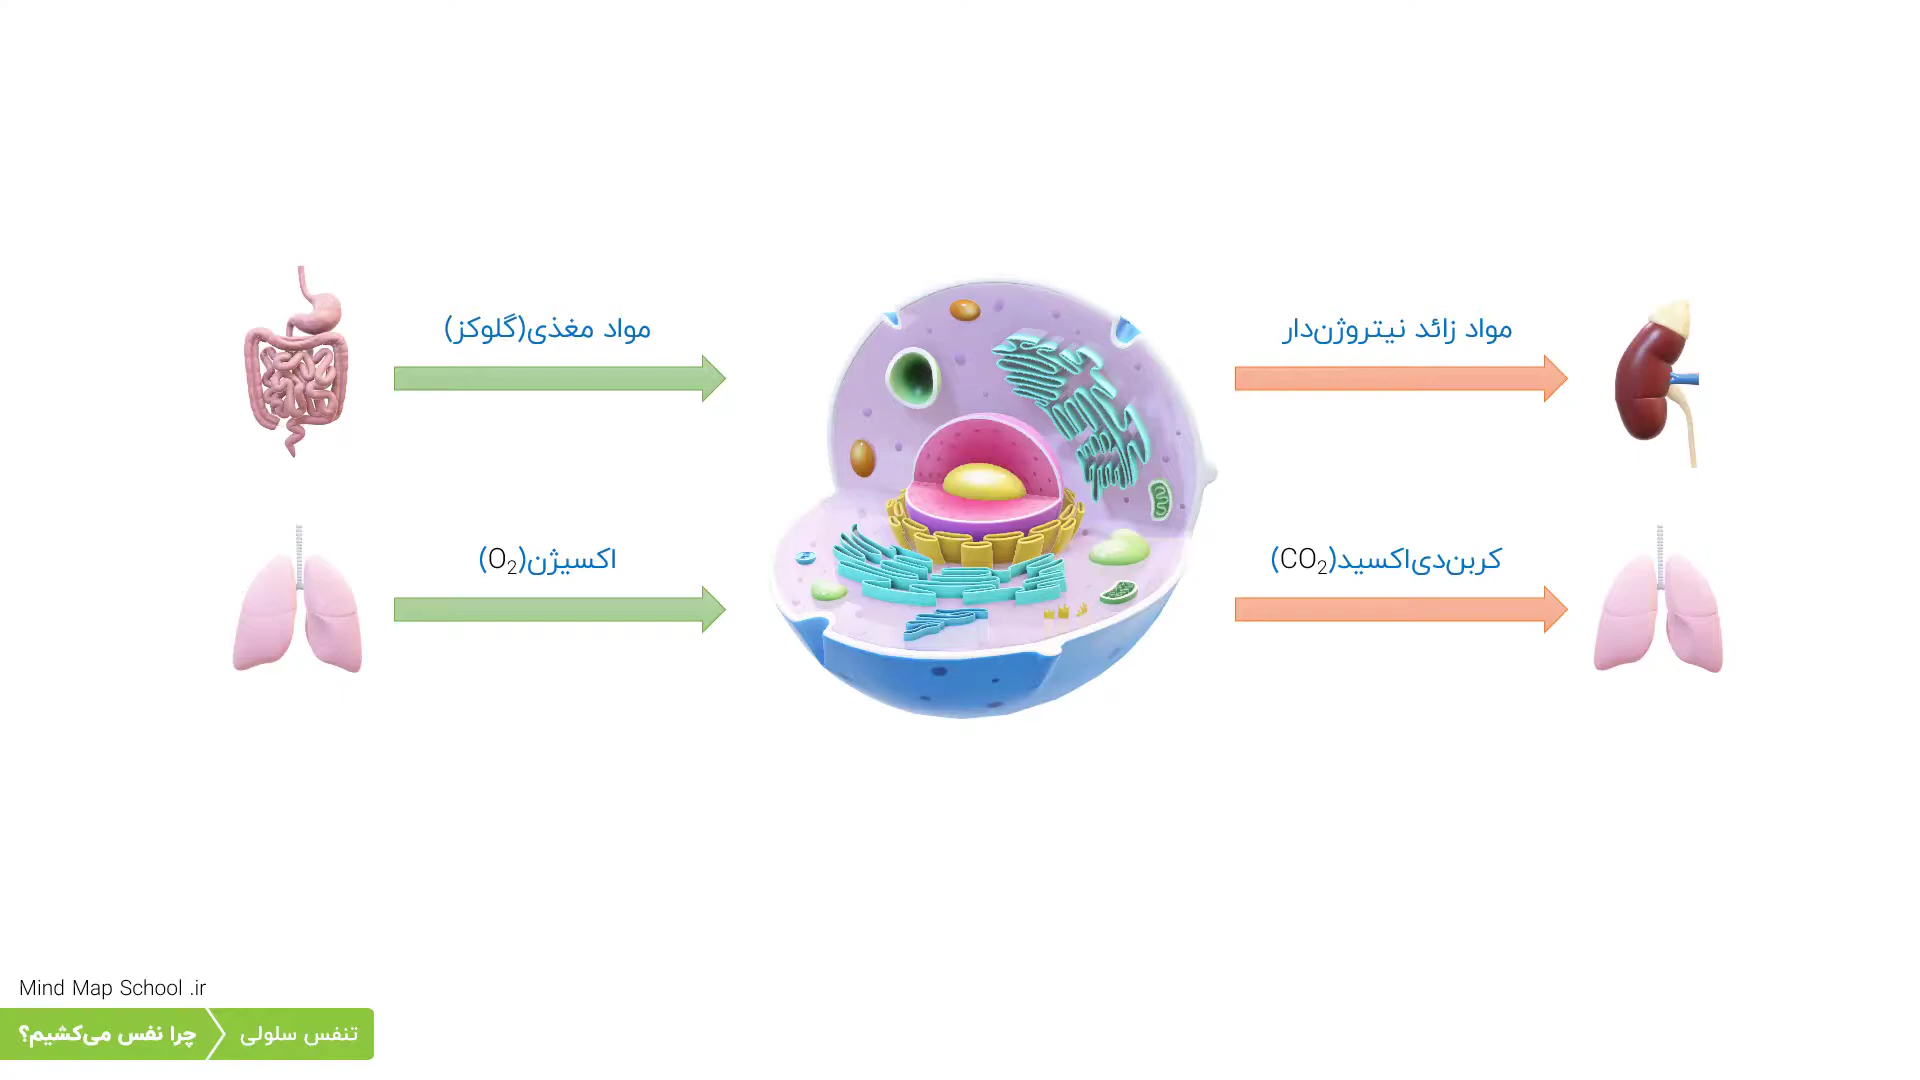 مواد مغذی(گلوکز)
مواد زائد نیتروژن‌دار
اکسیژن(O₂)
کربن‌دی‌اکسید(CO₂)
Mind Map School .ir
تنفس سلولی
چرا نفس می‌کشیم؟